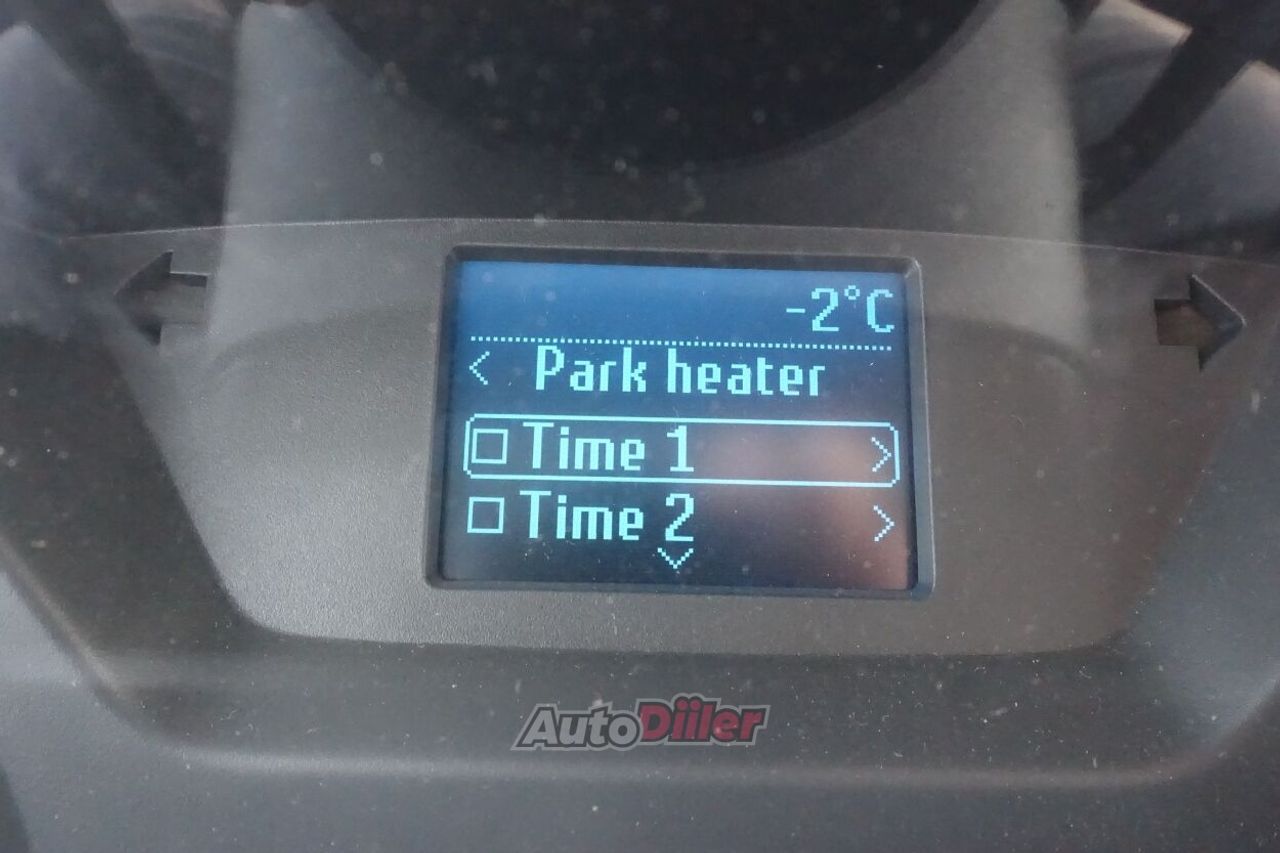 -2°C
< Park heater
Time 1 >
Time 2 >
AutoDiiler